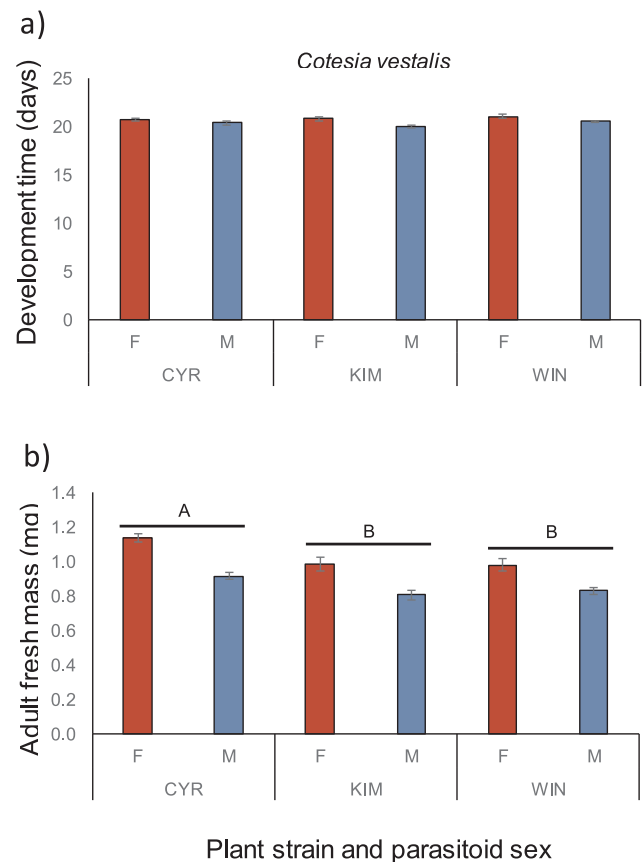 a)
Cotesia vestalis
Development time (days)
25
20
15
10
5
0
F M F M F M
CYR KIM WIN
b)
Adult fresh mass (mg)
1.4
1.2
1.0
0.8
0.6
0.4
0.2
0.0
A B B
F M F M F M
CYR KIM WIN
Plant strain and parasitoid sex